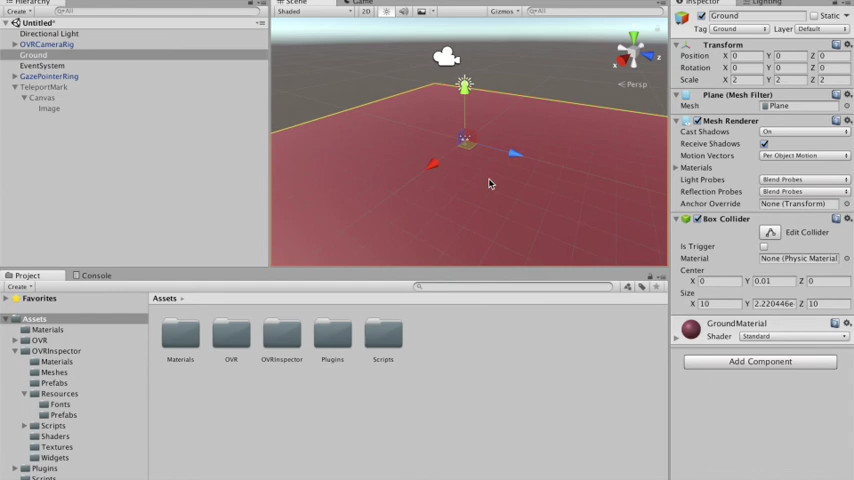 Hierarchy
Create
All
Untitled*
Directional Light
OVRCameraRig
Ground
EventSystem
GazePointerRing
TeleportMark
Canvas
Image
Scene
Game
Shaded
2D
Gizmos
All
x
z
Persp
Inspector
Lighting
Ground
Static
Tag Ground
Layer Default
Transform
Position X 0 Y 0 Z 0
Rotation X 0 Y 0 Z 0
Scale X 2 Y 2 Z 2
Plane (Mesh Filter)
Mesh
Plane
Mesh Renderer
Cast Shadows On
Receive Shadows
Motion Vectors Per Object Motion
Materials
Light Probes Blend Probes
Reflection Probes Blend Probes
Anchor Override None (Transform)
Box Collider
Edit Collider
Is Trigger
Material None (Physic Material
Center
X 0 Y 0.01 Z 0
Size
X 10 Y 2.220446e Z 10
GroundMaterial
Shader Standard
Add Component
Project
Console
Create
Favorites
Assets
Materials
OVR
OVRInspector
Materials
Meshes
Prefabs
Resources
Fonts
Prefabs
Scripts
Shaders
Textures
Widgets
Plugins
Scripts
Assets
Materials
OVR
OVRInspector
Plugins
Scripts